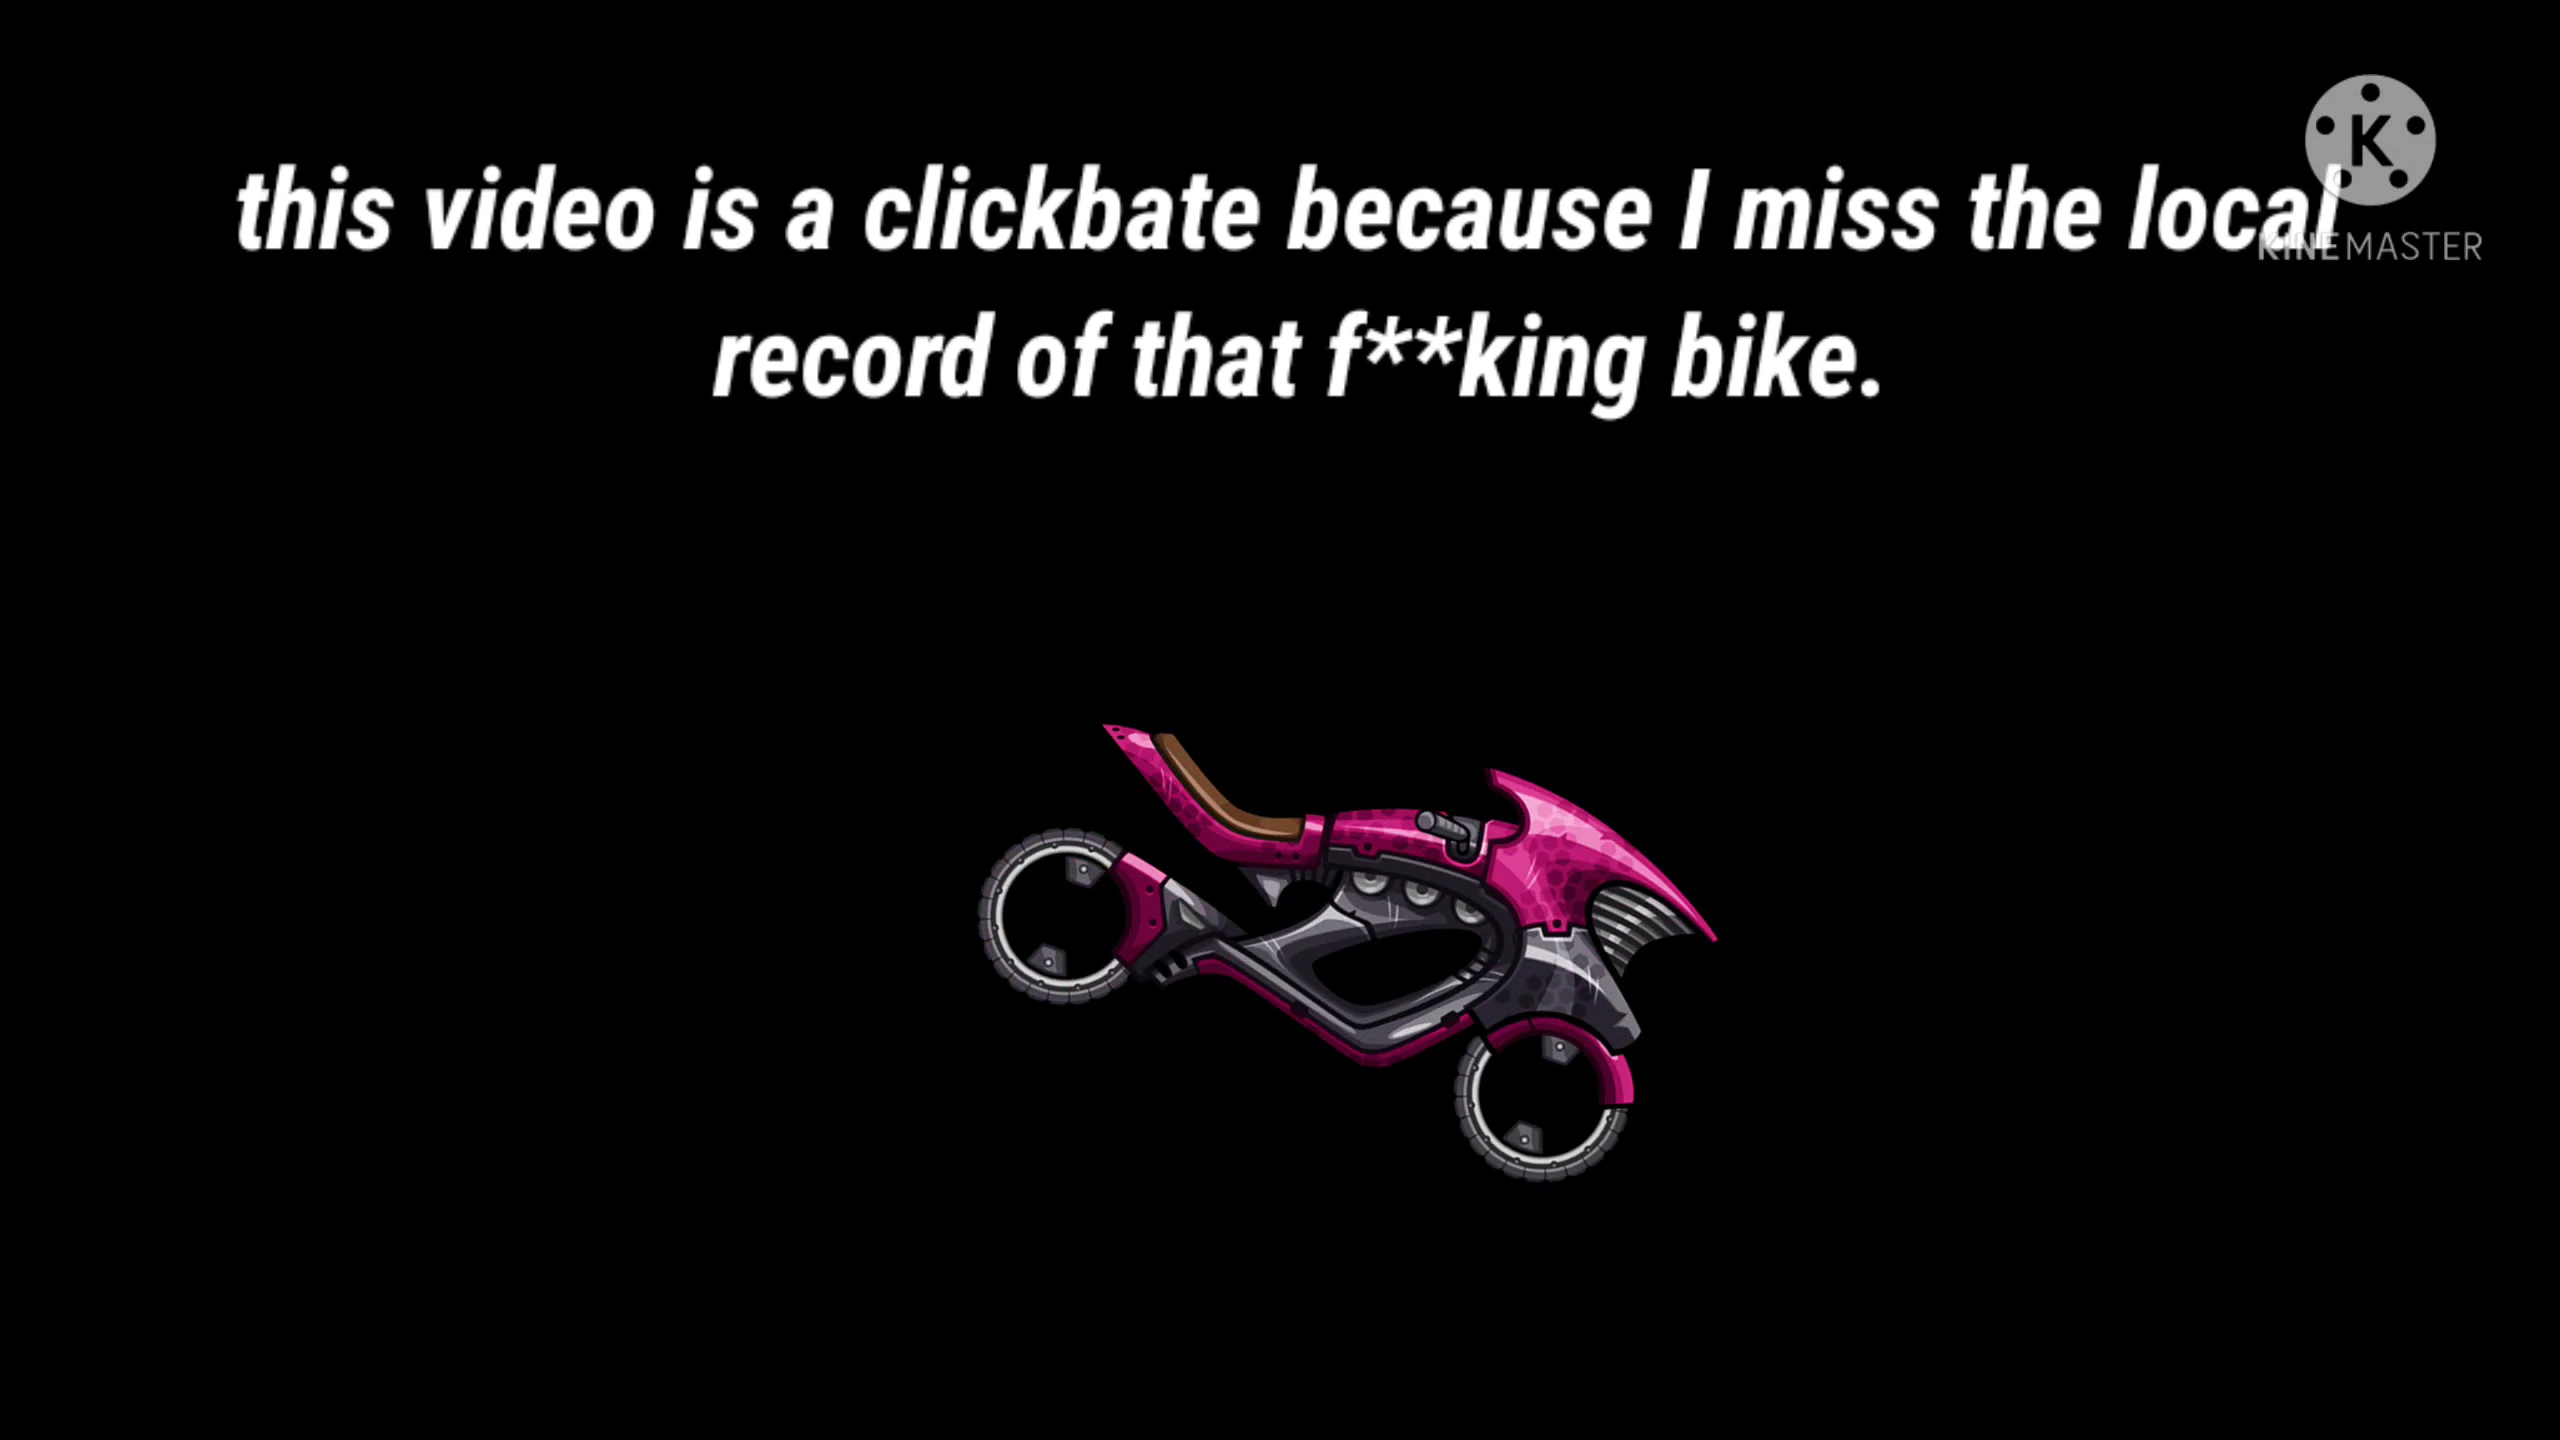 this video is a clickbate because I miss the local
record of that f**king bike.
K
KINEMASTER